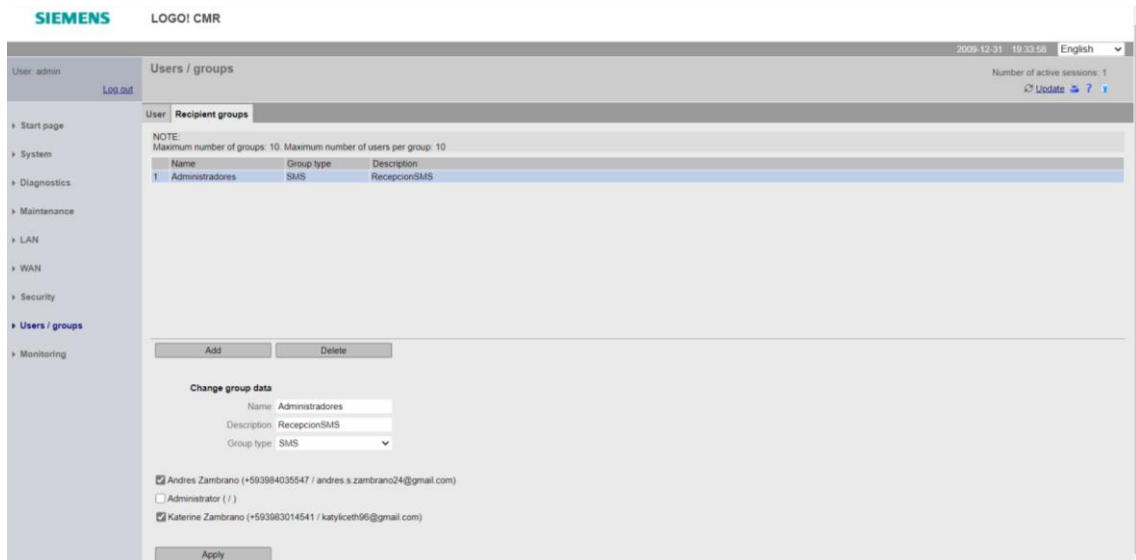 SIEMENS LOGO! CMR
2009-12-31 19:33:58 English
User: admin
Log out
Users / groups
Number of active sessions: 1
Update ?
User Recipient groups
NOTE:
Maximum number of groups: 10. Maximum number of users per group: 10
Name Group type Description
1 Administradores SMS RecepcionSMS
Start page
System
Diagnostics
Maintenance
LAN
WAN
Security
Users / groups
Monitoring
Add Delete
Change group data
Name Administradores
Description RecepcionSMS
Group type SMS
Andres Zambrano (+593984035547 / andres.s.zambrano24@gmail.com)
Administrator ( / )
Katerine Zambrano (+593983014541 / katyliceth96@gmail.com)
Apply